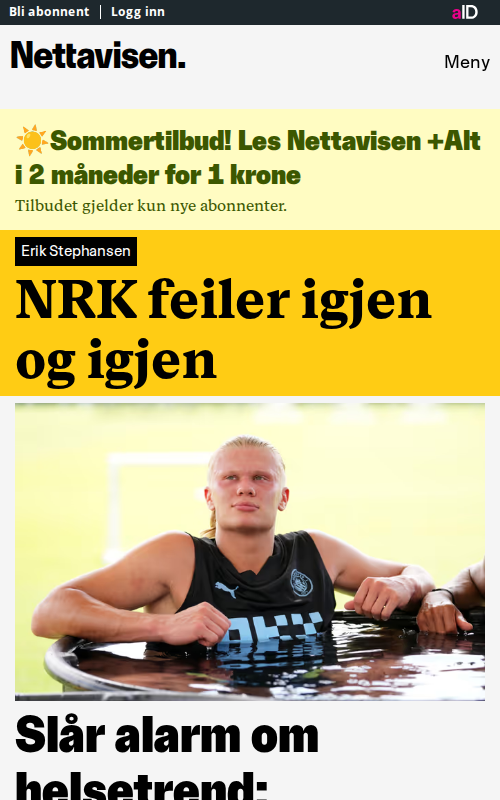 Bli abonnent
Logg inn
aID
Nettavisen.
Meny
Sommertilbud! Les Nettavisen +Alt
i 2 måneder for 1 krone
Tilbudet gjelder kun nye abonnenter.
Erik Stephansen
NRK feiler igjen
og igjen
Slår alarm om
helsetrend: